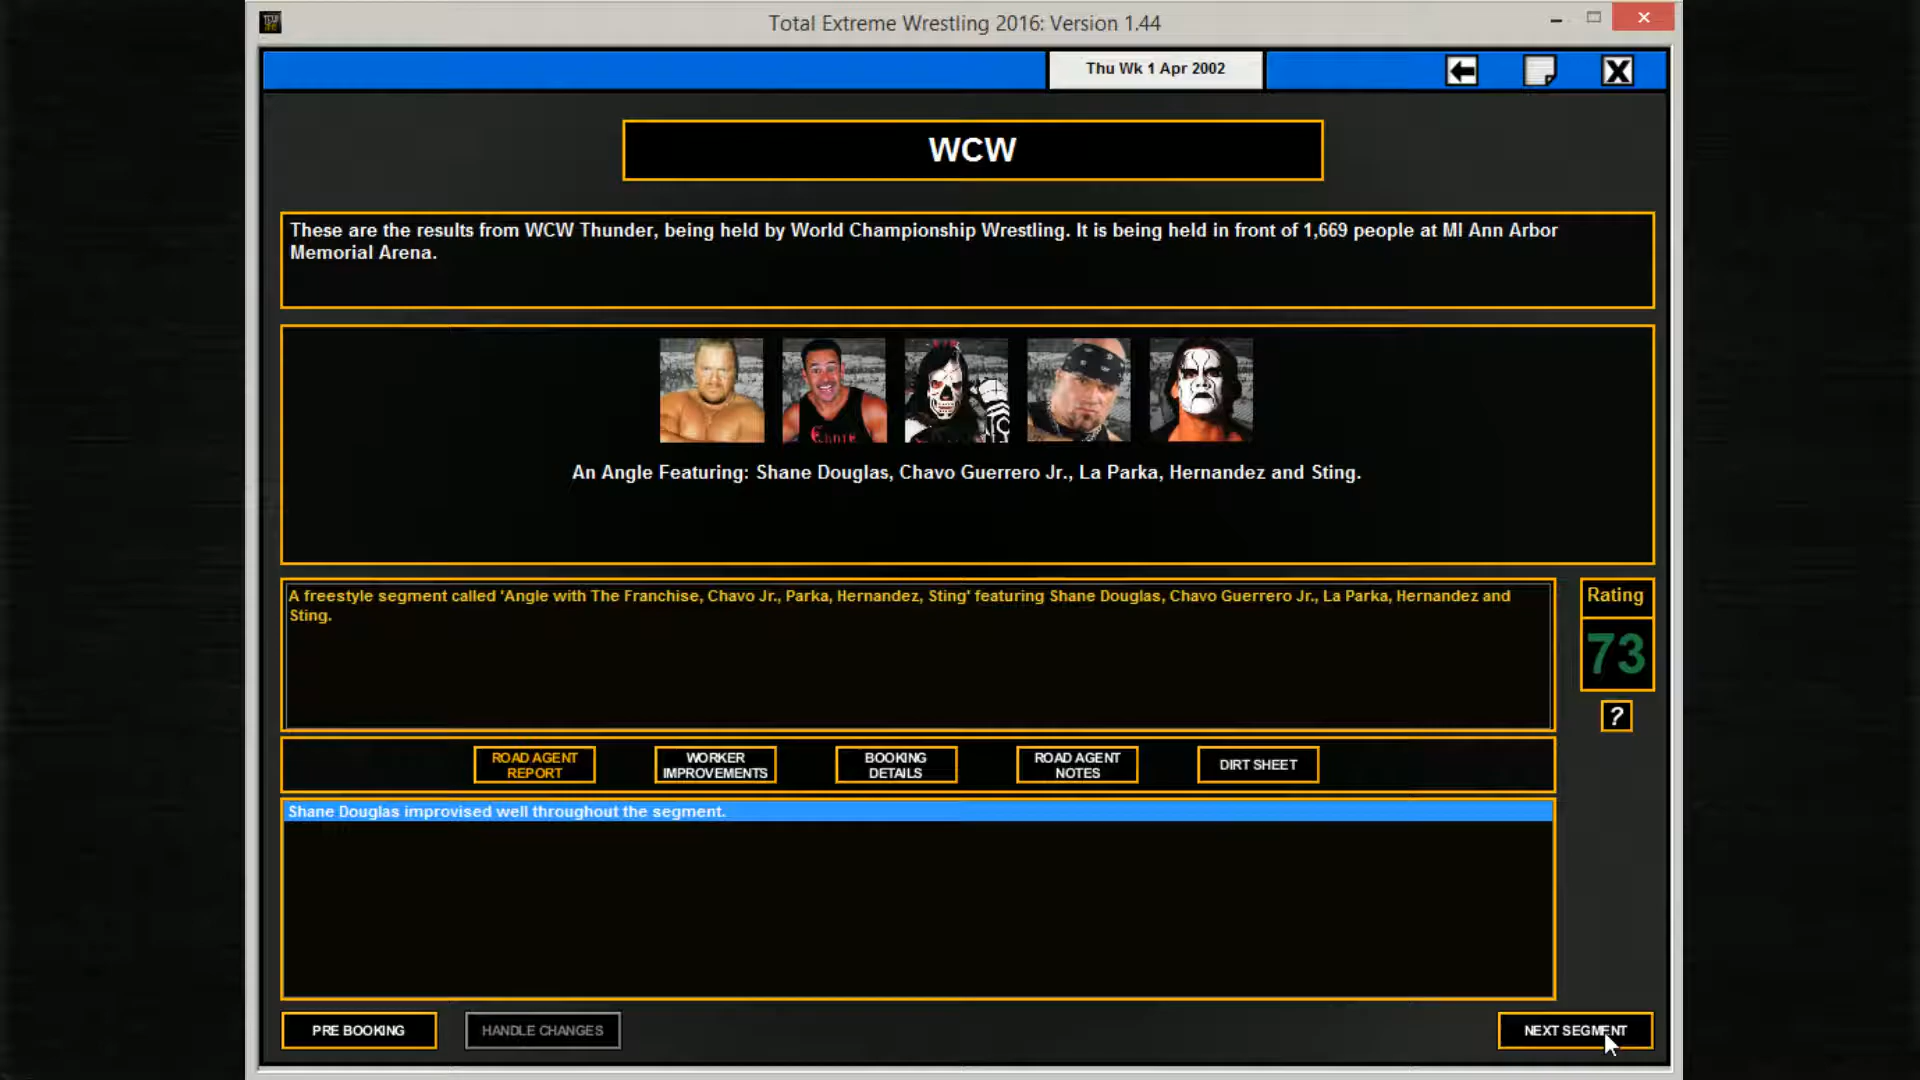 Total Extreme Wrestling 2016: Version 1.44
Thu Wk 1 Apr 2002
WCW
These are the results from WCW Thunder, being held by World Championship Wrestling. It is being held in front of 1,669 people at MI Ann Arbor
Memorial Arena.
An Angle Featuring: Shane Douglas, Chavo Guerrero Jr., La Parka, Hernandez and Sting.
A freestyle segment called 'Angle with The Franchise, Chavo Jr., Parka, Hernandez, Sting' featuring Shane Douglas, Chavo Guerrero Jr., La Parka, Hernandez and
Sting.
Rating
73
?
ROAD AGENT
REPORT
WORKER
IMPROVEMENTS
BOOKING
DETAILS
ROAD AGENT
NOTES
DIRT SHEET
Shane Douglas improvised well throughout the segment.
PRE BOOKING
HANDLE CHANGES
NEXT SEGMENT